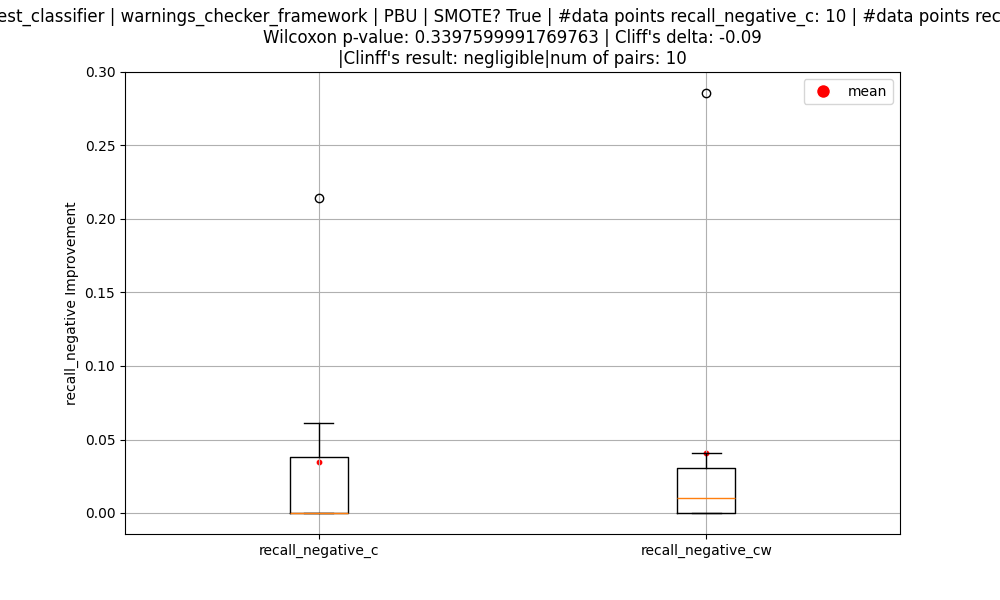 est_classifier | warnings_checker_framework | PBU | SMOTE? True | #data points recall_negative_c: 10 | #data points rec
Wilcoxon p-value: 0.3397599991769763 | Cliff's delta: -0.09
|Clinff's result: negligible|num of pairs: 10
mean
0.30
0.25
0.20
0.15
0.10
0.05
0.00
recall_negative Improvement
recall_negative_c
recall_negative_cw